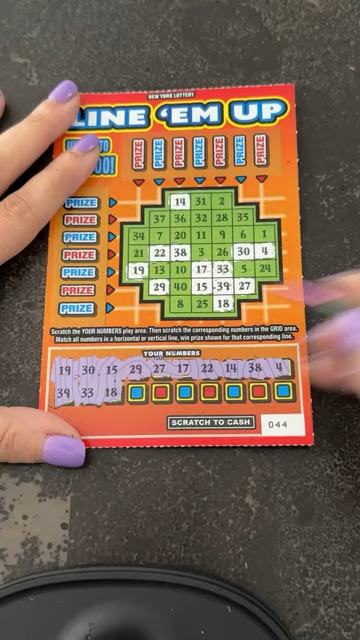 NEW YORK LOTTERY
LINE 'EM UP
PRIZE PRIZE PRIZE PRIZE PRIZE PRIZE PRIZE
PRIZE 14 31 2
PRIZE 37 36 32 28 35
PRIZE 34 7 20 11 9 6 1
PRIZE 21 22 38 3 26 30 4
PRIZE 19 13 10 17 33 5 24
PRIZE 29 40 15 39 27
PRIZE 8 25 18
Scratch the YOUR NUMBERS play area. Then scratch the corresponding numbers in the GRID area.
Match all numbers in a horizontal or vertical line, win prize shown for that corresponding line.
YOUR NUMBERS
19 30 15 29 27 17 22 14 38 4
39 33 18
SCRATCH TO CASH
044